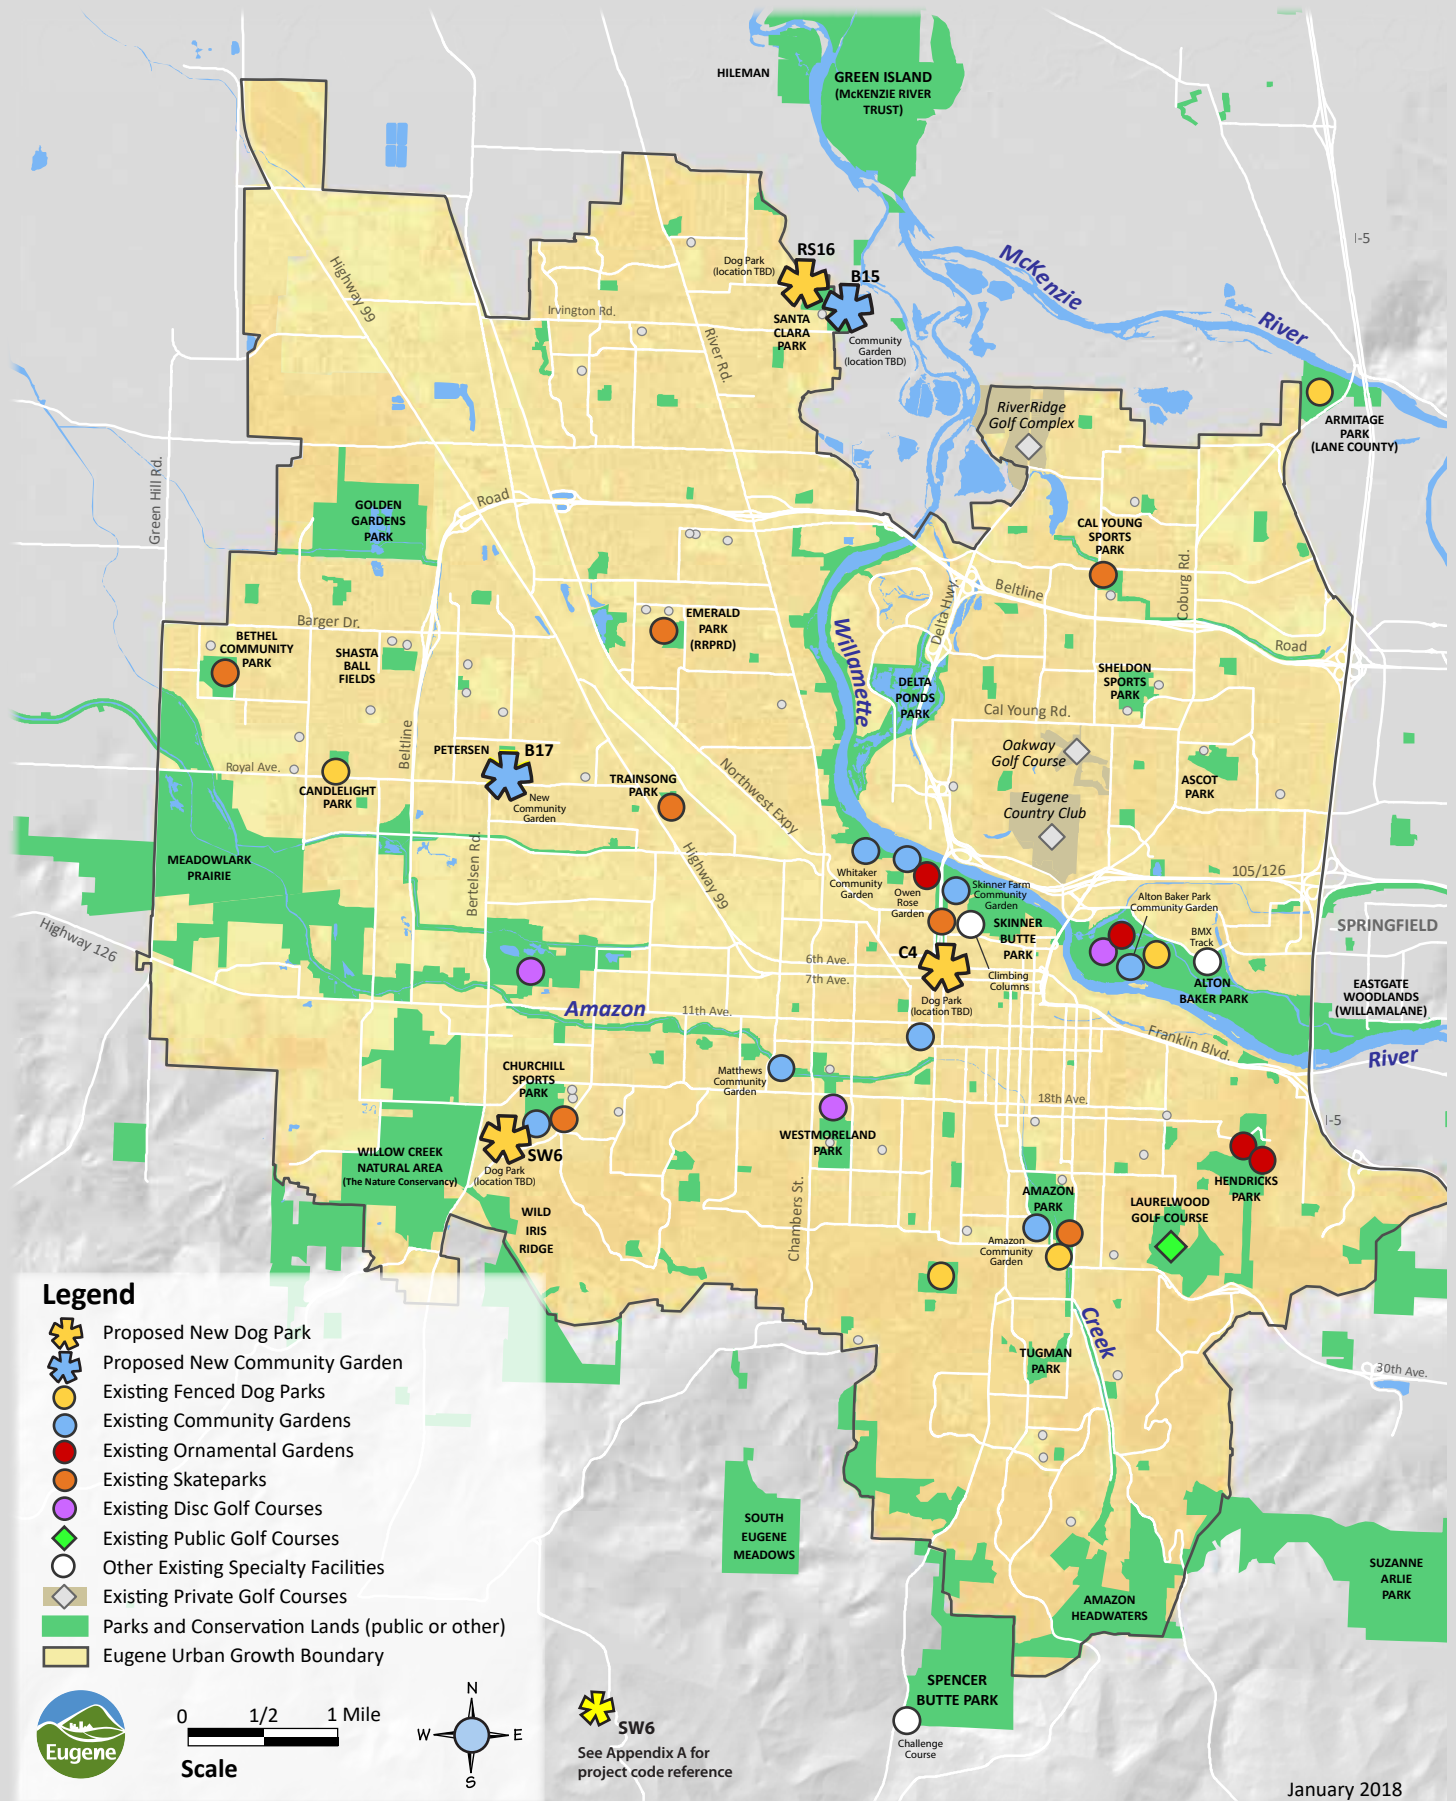 HILEMAN
GREEN ISLAND
(McKENZIE RIVER
TRUST)
I-5
McKenzie
River
RS16
Dog Park
(location TBD)
B15
SANTA
CLARA
PARK
Community
Garden
(location TBD)
Highway 99
Irvington Rd.
River Rd.
RiverRidge
Golf Complex
ARMITAGE
PARK
(LANE COUNTY)
Green Hill Rd.
GOLDEN
GARDENS
PARK
Road
CAL YOUNG
SPORTS
PARK
Coburg Rd.
Beltline
Delta Hwy.
Road
Barger Dr.
BETHEL
COMMUNITY
PARK
SHASTA
BALL
FIELDS
EMERALD
PARK
(RRPRD)
Willamette
DELTA
PONDS
PARK
SHELDON
SPORTS
PARK
Cal Young Rd.
Beltline
PETERSEN
B17
New
Community
Garden
Royal Ave.
CANDLELIGHT
PARK
TRAINSONG
PARK
Northwest Expy
Oakway
Golf Course
ASCOT
PARK
Eugene
Country Club
MEADOWLARK
PRAIRIE
Bertelsen Rd.
Highway 99
Whitaker
Community
Garden
Owen
Rose
Garden
Skinner Farm
Community
Garden
105/126
Alton Baker Park
Community Garden
BMX
Track
SPRINGFIELD
Highway 126
SKINNER
BUTTE
PARK
C4
6th Ave.
7th Ave.
Climbing
Columns
Dog Park
(location TBD)
ALTON
BAKER PARK
EASTGATE
WOODLANDS
(WILLAMALANE)
Amazon
11th Ave.
Franklin Blvd.
River
CHURCHILL
SPORTS
PARK
Matthews
Community
Garden
18th Ave.
I-5
WESTMORELAND
PARK
WILLOW CREEK
NATURAL AREA
(The Nature Conservancy)
SW6
Dog Park
(location TBD)
WILD
IRIS
RIDGE
Chambers St.
AMAZON
PARK
Amazon
Community
Garden
LAURELWOOD
GOLF COURSE
HENDRICKS
PARK
Creek
TUGMAN
PARK
30th Ave.
SOUTH
EUGENE
MEADOWS
SUZANNE
ARLIE
PARK
AMAZON
HEADWATERS
SPENCER
BUTTE PARK
Challenge
Course
Legend
Proposed New Dog Park
Proposed New Community Garden
Existing Fenced Dog Parks
Existing Community Gardens
Existing Ornamental Gardens
Existing Skateparks
Existing Disc Golf Courses
Existing Public Golf Courses
Other Existing Specialty Facilities
Existing Private Golf Courses
Parks and Conservation Lands (public or other)
Eugene Urban Growth Boundary
Eugene
0 1/2 1 Mile
Scale
N
W E
S
SW6
See Appendix A for
project code reference
January 2018